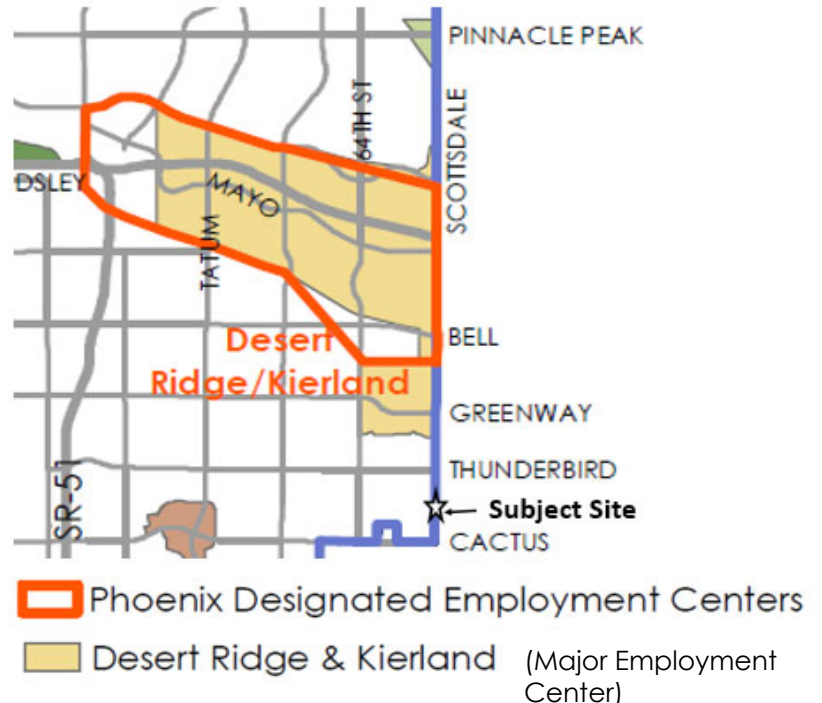 PINNACLE PEAK
64TH ST
SCOTTSDALE
DSLEY
MAYO
TATUM
BELL
Desert
Ridge/Kierland
GREENWAY
THUNDERBIRD
SR-51
Subject Site
CACTUS
Phoenix Designated Employment Centers
Desert Ridge & Kierland (Major Employment
Center)